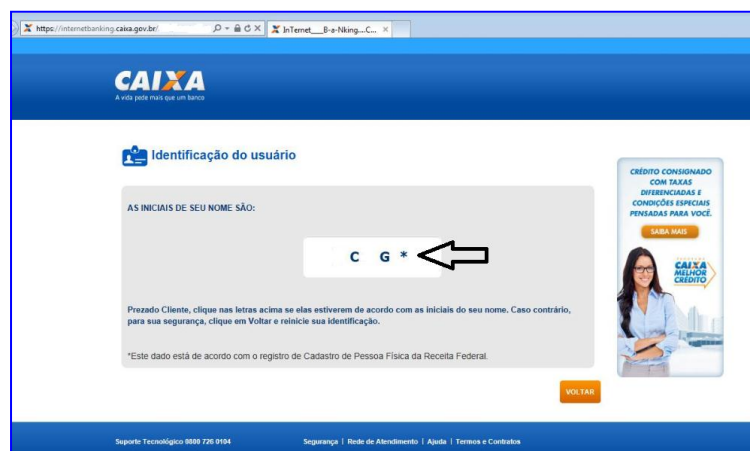 https://internetbanking.caixa.gov.br/
InTernet___B-a-Nking....C...
CAIXA
A vida pede mais que um banco
Identificação do usuário
AS INICIAIS DE SEU NOME SÃO:
C G *
Prezado Cliente, clique nas letras acima se elas estiverem de acordo com as iniciais do seu nome. Caso contrário,
para sua segurança, clique em Voltar e reinicie sua identificação.
*Este dado está de acordo com o registro de Cadastro de Pessoa Física da Receita Federal.
VOLTAR
CRÉDITO CONSIGNADO
COM TAXAS
DIFERENCIADAS E
CONDIÇÕES ESPECIAIS
PENSADAS PARA VOCÊ.
SAIBA MAIS
CAIXA
MELHOR
CRÉDITO
Suporte Tecnológico 0800 726 0104
Segurança | Rede de Atendimento | Ajuda | Termos e Contratos